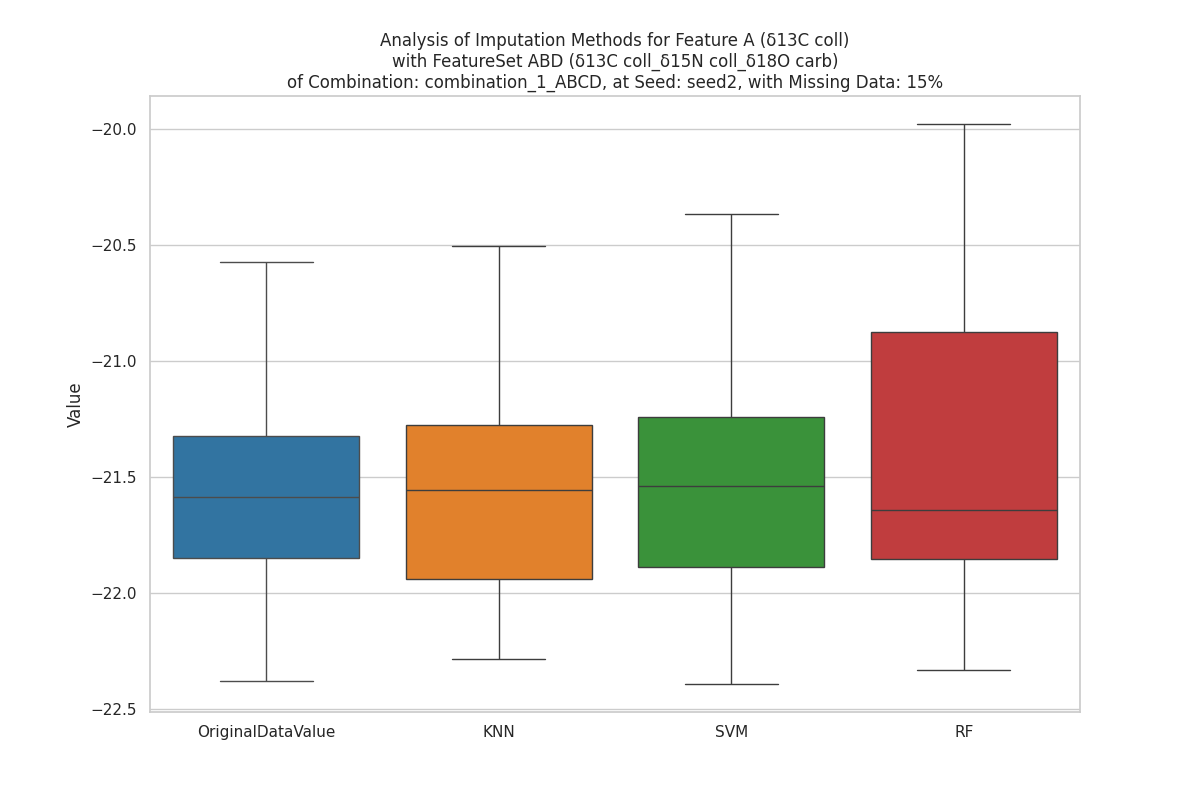 Analysis of Imputation Methods for Feature A (δ13C coll)
with FeatureSet ABD (δ13C coll_δ15N coll_δ18O carb)
of Combination: combination_1_ABCD, at Seed: seed2, with Missing Data: 15%
−20.0
−20.5
−21.0
−21.5
−22.0
−22.5
Value
OriginalDataValue
KNN
SVM
RF